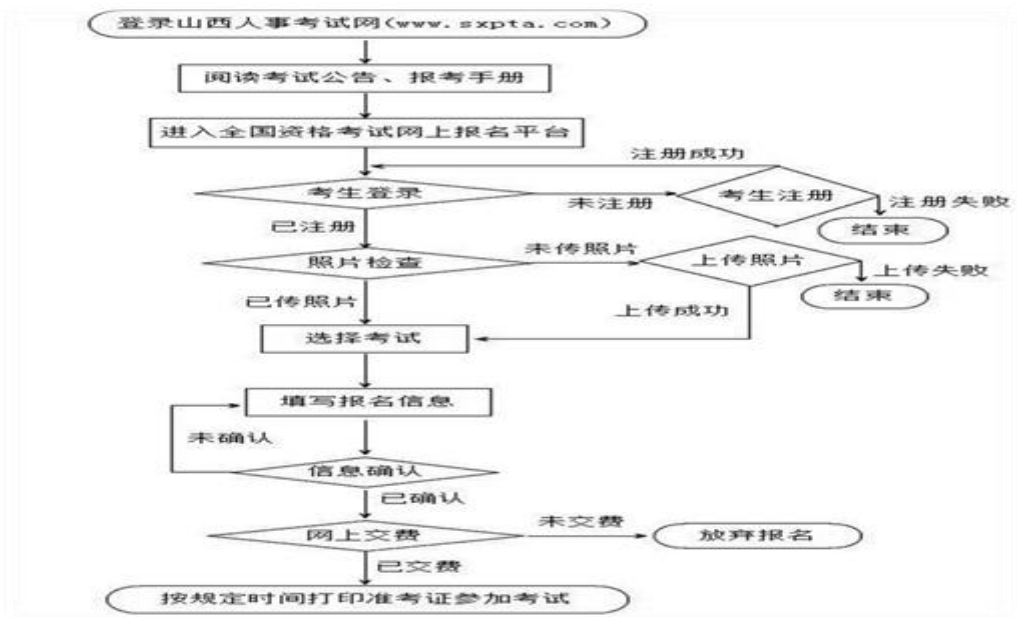 登录山西人事考试网(www.sxpta.com)
阅读考试公告、报考手册
进入全国资格考试网上报名平台
注册成功
考生登录
未注册
考生注册
注册失败
结束
已注册
照片检查
未传照片
上传照片
上传失败
结束
已传照片
上传成功
选择考试
填写报名信息
未确认
信息确认
已确认
网上交费
未交费
放弃报名
已交费
按规定时间打印准考证参加考试